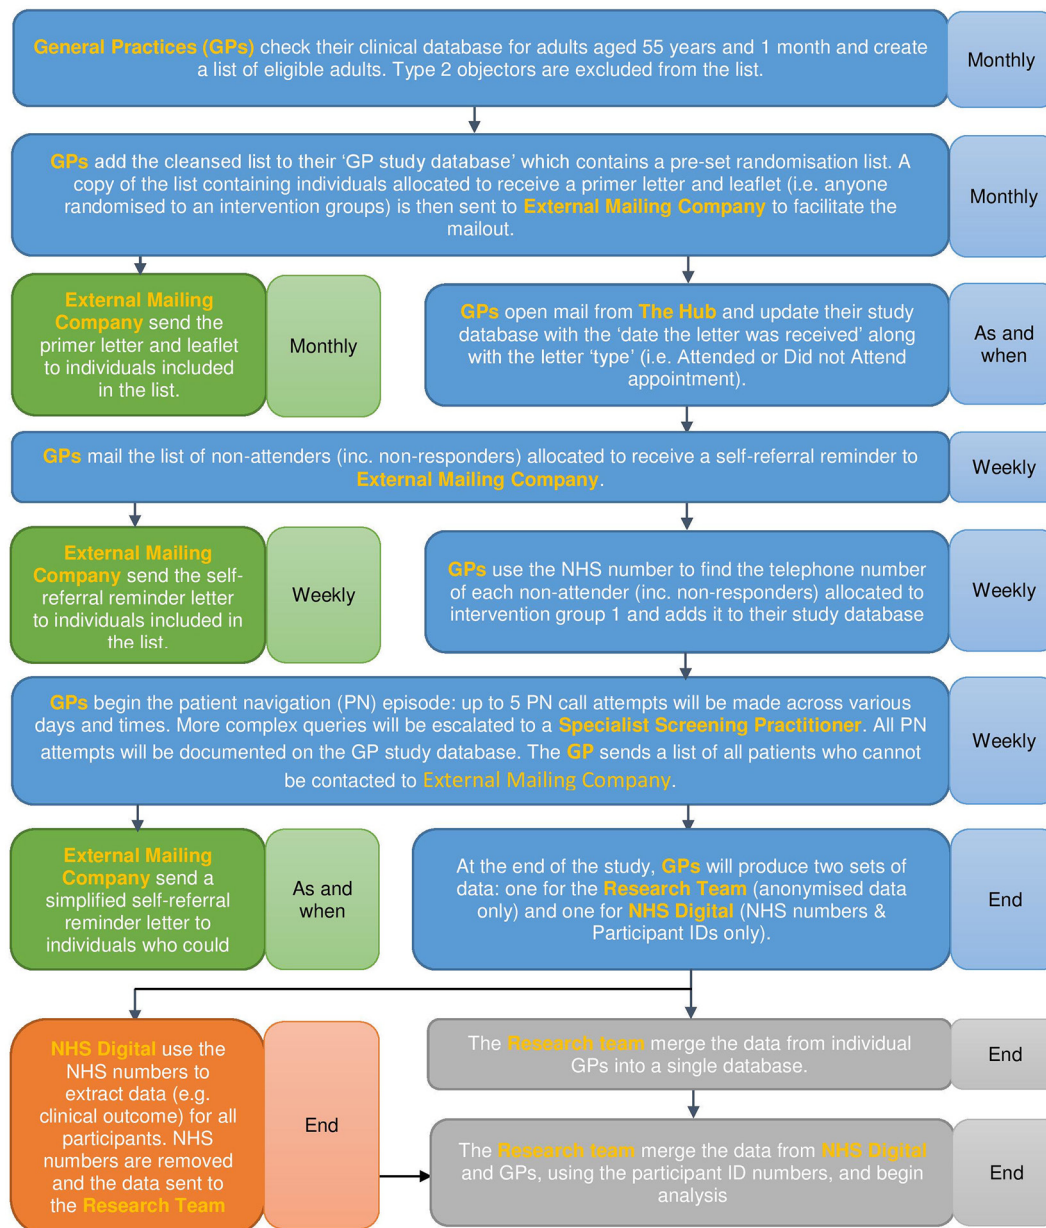 General Practices (GPs) check their clinical database for adults aged 55 years and 1 month and create
a list of eligible adults. Type 2 objectors are excluded from the list.
Monthly
GPs add the cleansed list to their ‘GP study database’ which contains a pre-set randomisation list. A
copy of the list containing individuals allocated to receive a primer letter and leaflet (i.e. anyone
randomised to an intervention groups) is then sent to External Mailing Company to facilitate the
mailout.
Monthly
External Mailing
Company send the
primer letter and leaflet
to individuals included
in the list.
Monthly
GPs open mail from The Hub and update their study
database with the ‘date the letter was received’ along
with the letter ‘type’ (i.e. Attended or Did not Attend
appointment).
As and
when
GPs mail the list of non-attenders (inc. non-responders) allocated to receive a self-referral reminder to
External Mailing Company.
Weekly
External Mailing
Company send the self-
referral reminder letter
to individuals included in
the list.
Weekly
GPs use the NHS number to find the telephone number
of each non-attender (inc. non-responders) allocated to
intervention group 1 and adds it to their study database
Weekly
GPs begin the patient navigation (PN) episode: up to 5 PN call attempts will be made across various
days and times. More complex queries will be escalated to a Specialist Screening Practitioner. All PN
attempts will be documented on the GP study database. The GP sends a list of all patients who cannot
be contacted to External Mailing Company.
Weekly
External Mailing
Company send a
simplified self-referral
reminder letter to
individuals who could
As and
when
At the end of the study, GPs will produce two sets of
data: one for the Research Team (anonymised data
only) and one for NHS Digital (NHS numbers &
Participant IDs only).
End
NHS Digital use the
NHS numbers to
extract data (e.g.
clinical outcome) for all
participants. NHS
numbers are removed
and the data sent to
the Research Team
End
The Research team merge the data from individual
GPs into a single database.
End
The Research team merge the data from NHS Digital
and GPs, using the participant ID numbers, and begin
analysis
End